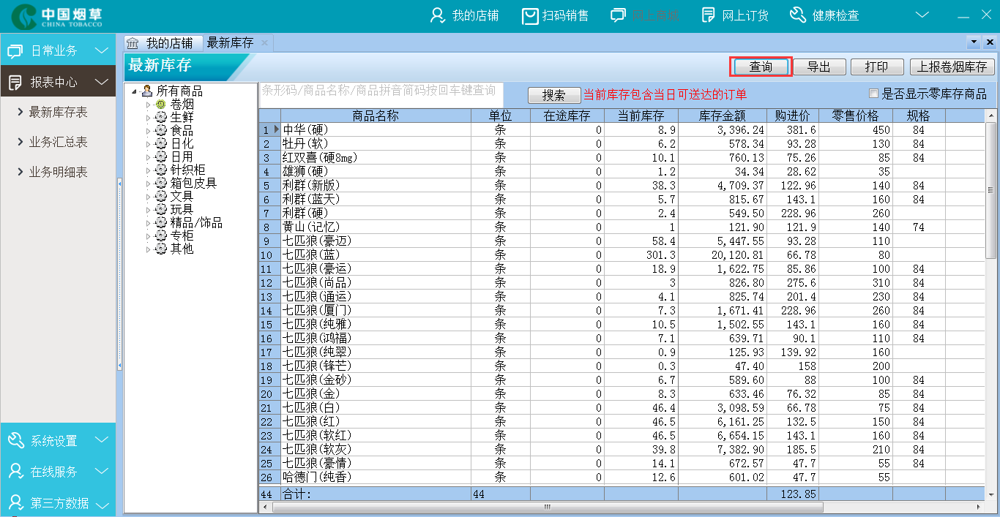 中国烟草
CHINA TOBACCO
我的店铺 扫码销售 网上订货 健康检查
日常业务
报表中心
最新库存表
业务汇总表
业务明细表
系统设置
在线服务
第三方数据
我的店铺 最新库存
最新库存
查询 导出 打印 上报卷烟库存
所有商品
卷烟
生鲜
食品
日化
日用
针织柜
箱包皮具
文具
玩具
精品/饰品
专柜
其他
条形码/商品名称/商品拼音简码按回车键查询 搜索 当前库存包含当日可送达的订单 是否显示零库存商品
商品名称 单位 在途库存 当前库存 库存金额 购进价 零售价格 规格
1 中华(硬) 条 0 8.9 3,396.24 381.6 450 84
2 牡丹(软) 条 0 6.2 578.34 93.28 130 84
3 红双喜(硬8mg) 条 0 10.1 760.13 75.26 85 84
4 雄狮(硬) 条 0 1.2 34.34 28.62 35
5 利群(新版) 条 0 38.3 4,709.37 122.96 140 84
6 利群(蓝天) 条 0 5.7 815.67 143.1 160 84
7 利群(硬) 条 0 2.4 549.50 228.96 260
8 黄山(记忆) 条 0 1 121.90 121.9 140 74
9 七匹狼(豪迈) 条 0 58.4 5,447.55 93.28 110
10 七匹狼(蓝) 条 0 301.3 20,120.81 66.78 80
11 七匹狼(豪运) 条 0 18.9 1,622.75 85.86 100 84
12 七匹狼(尚品) 条 0 3 826.80 275.6 310 84
13 七匹狼(通运) 条 0 4.1 825.74 201.4 230 84
14 七匹狼(厦门) 条 0 7.3 1,671.41 228.96 260 84
15 七匹狼(纯雅) 条 0 10.5 1,502.55 143.1 160 84
16 七匹狼(鸿福) 条 0 7.1 639.71 90.1 110 84
17 七匹狼(纯翠) 条 0 0.9 125.93 139.92 160
18 七匹狼(锋芒) 条 0 0.3 47.40 158 200
19 七匹狼(金砂) 条 0 6.7 589.60 88 100 84
20 七匹狼(金) 条 0 8.3 633.46 76.32 85 84
21 七匹狼(白) 条 0 46.4 3,098.59 66.78 75 84
22 七匹狼(红) 条 0 46.5 6,161.25 132.5 150 84
23 七匹狼(软红) 条 0 46.5 6,654.15 143.1 160 84
24 七匹狼(软灰) 条 0 39.8 7,382.90 185.5 210 84
25 七匹狼(豪情) 条 0 14.1 672.57 47.7 55 84
26 哈德门(纯香) 条 0 12.6 601.02 47.7 55
44 合计: 44 123.85